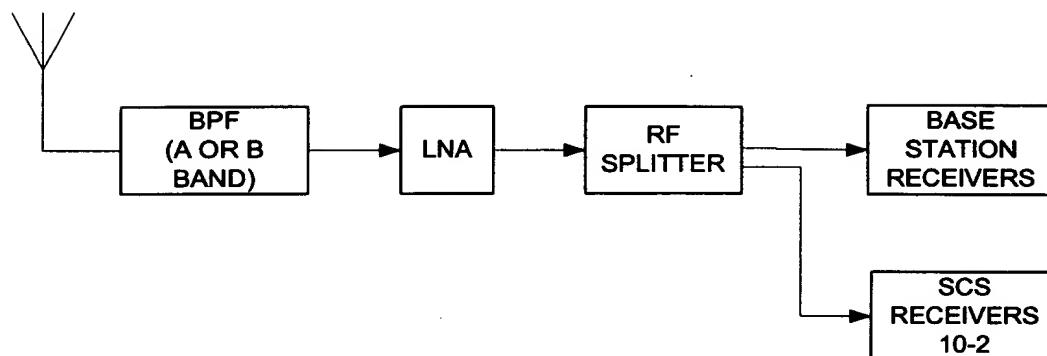 BPF
(A OR B
BAND)
LNA
RF
SPLITTER
BASE
STATION
RECEIVERS
SCS
RECEIVERS
10-2